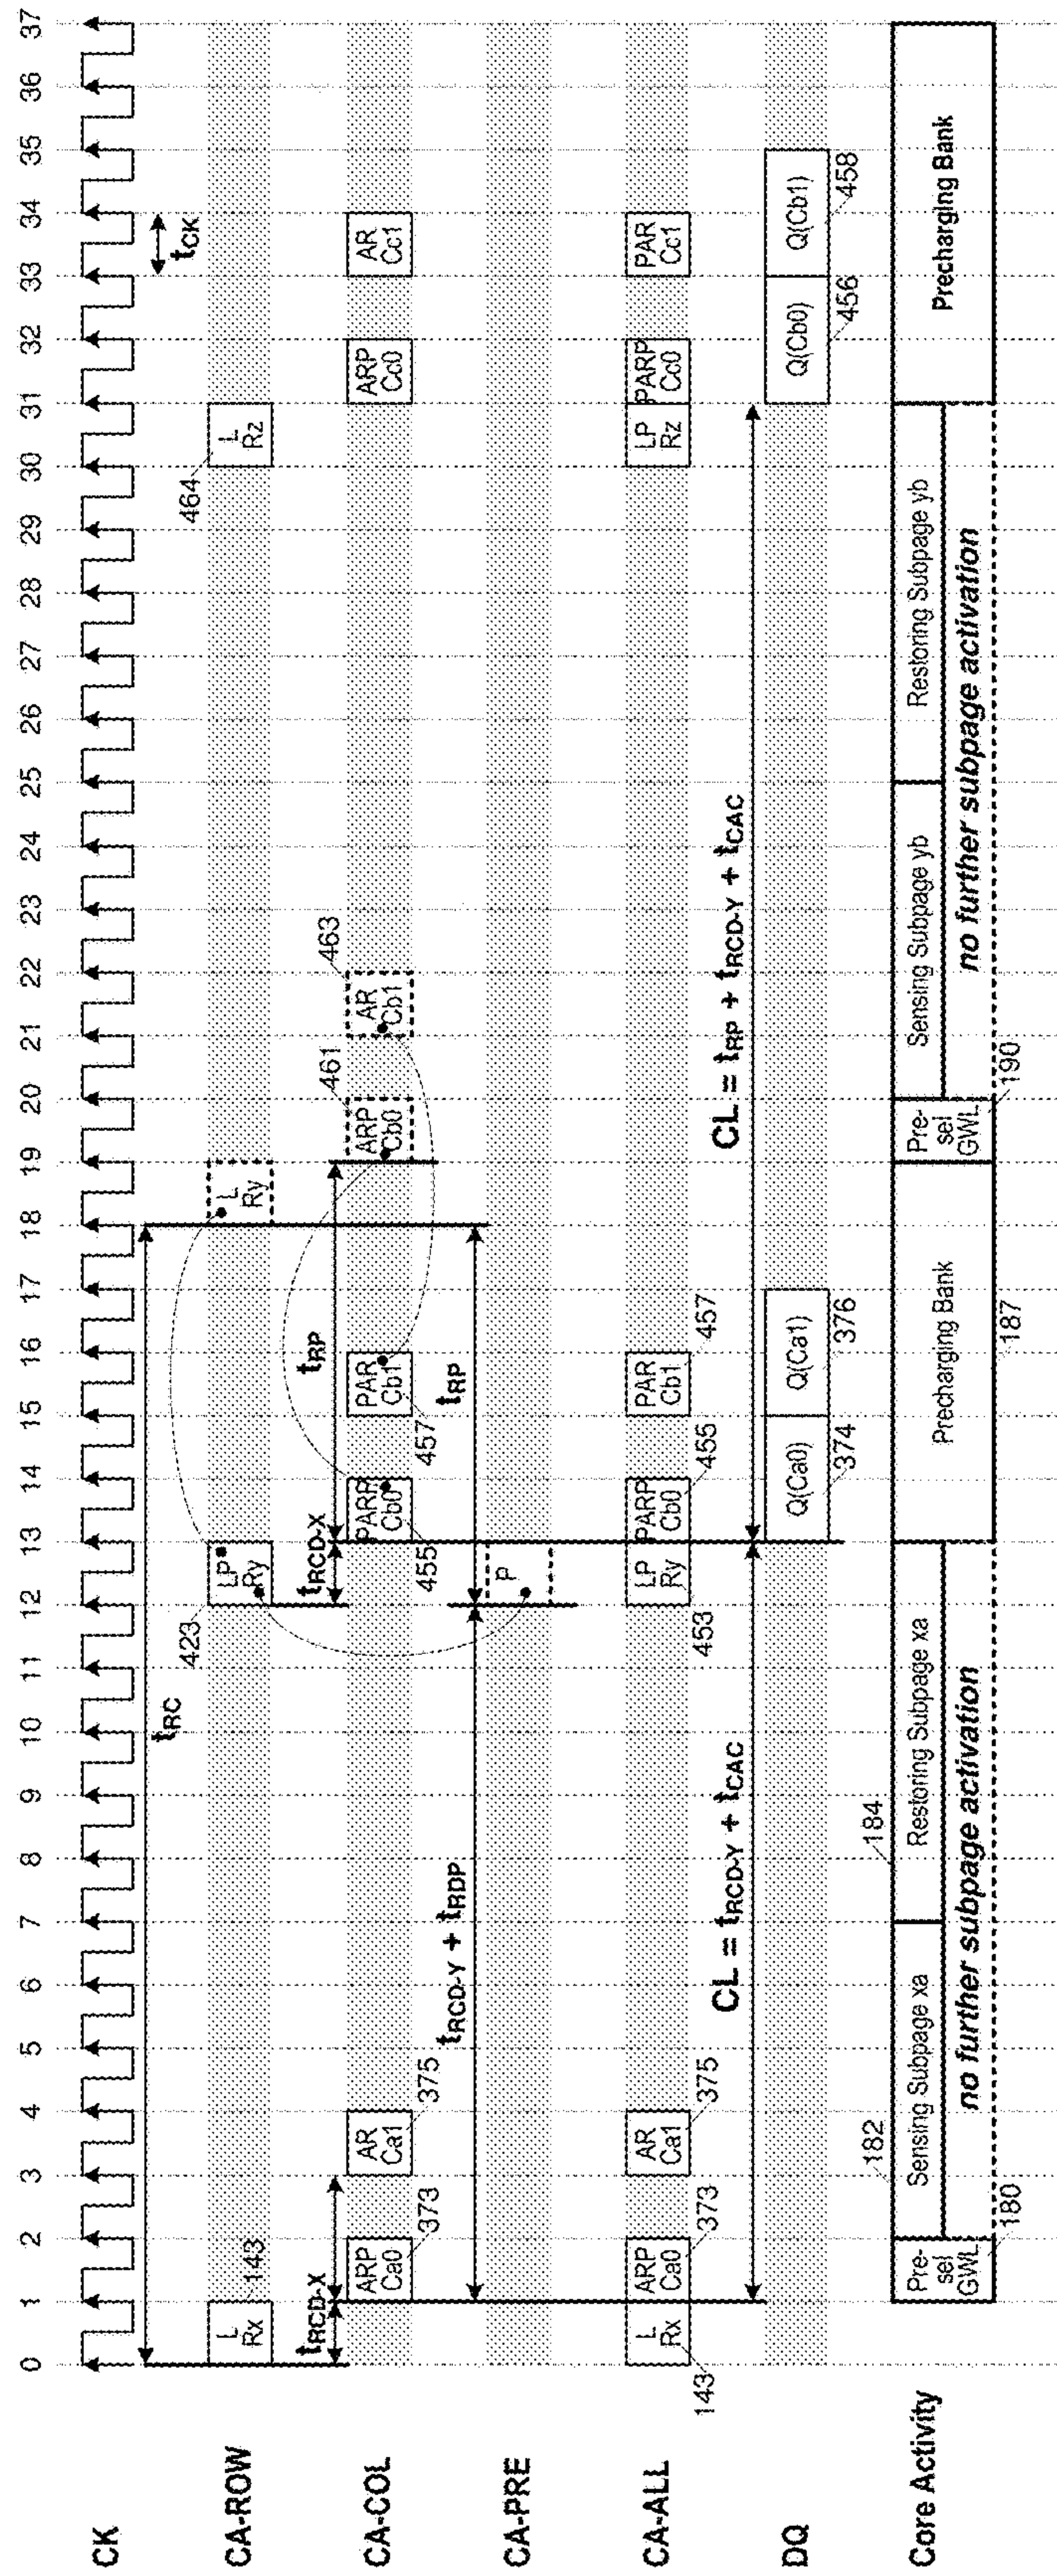 CK
0 1 2 3 4 5 6 7 8 9 10 11 12 13 14 15 16 17 18 19 20 21 22 23 24 25 26 27 28 29 30 31 32 33 34 35 36 37
tCK
tRC
CA-ROW
L Rx
143
423
LP* Ry
L Ry
464
L Rz
tRCD-X
tRCD-X
tRP
CA-COL
ARP Ca0
373
AR Ca1
375
PARP Cb0
455
PAR Cb1
457
ARP Cb0
461
AR Cb1
463
ARP Cc0
AR Cc1
tRCD-Y + tRDP
tRP
CA-PRE
P
CA-ALL
L Rx
143
ARP Ca0
373
AR Ca1
375
LP Ry
453
PARP Cb0
455
PAR Cb1
457
LP Rz
PARP Cc0
PAR Cc1
CL = tRCD-Y + tCAC
CL = tRP + tRCD-Y + tCAC
DQ
Q(Ca0)
374
Q(Ca1)
376
Q(Cb0)
456
Q(Cb1)
458
Core Activity
Pre-
sel
GWL
180
182
Sensing Subpage xa
184
Restoring Subpage xa
no further subpage activation
Precharging Bank
187
Pre-
sel
GWL
190
Sensing Subpage yb
Restoring Subpage yb
no further subpage activation
Precharging Bank